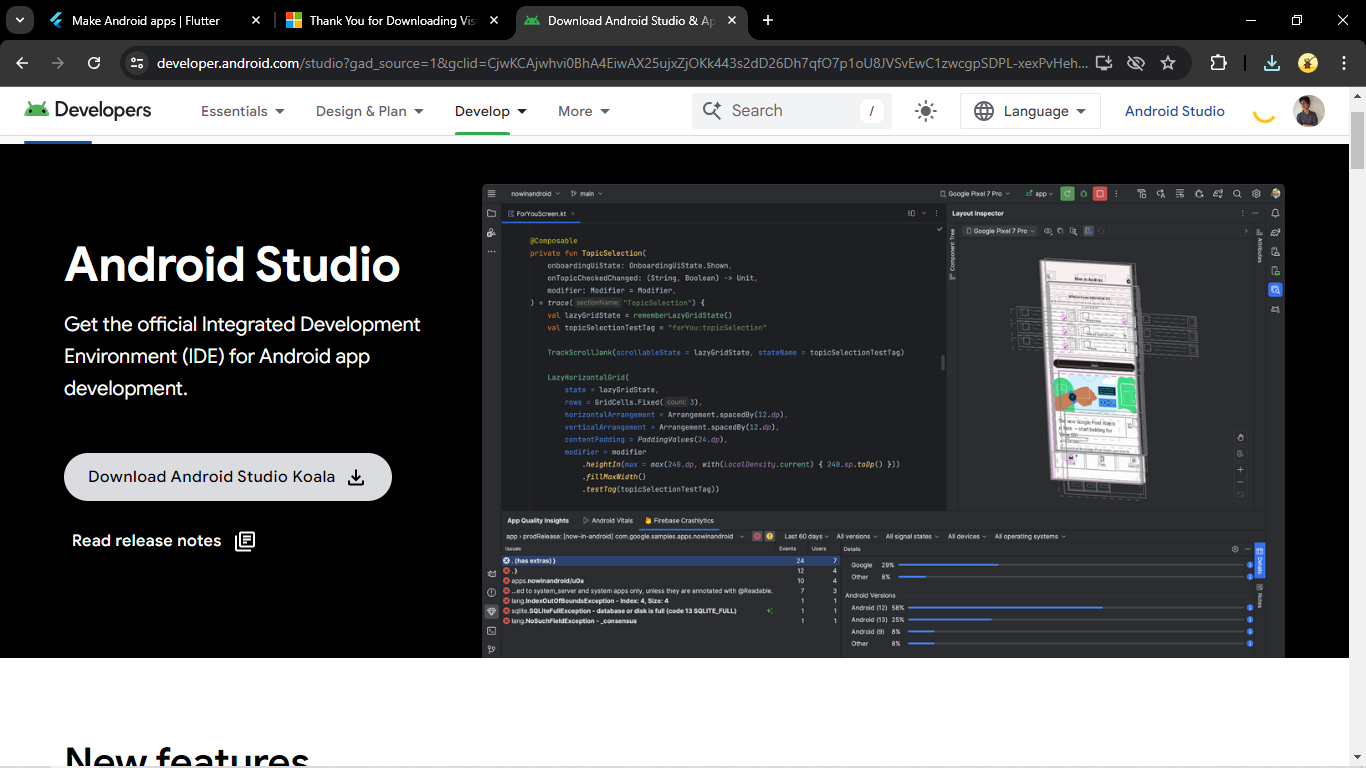 Make Android apps | Flutter
Thank You for Downloading Vis
Download Android Studio & Ap
developer.android.com/studio?gad_source=1&gclid=CjwKCAjwhvi0BhA4EiwAX25ujxZjOKk443s2dD26Dh7qfO7p1oU8JVSvEwC1zwcgpSDPL-xexPvHeh...
Developers
Essentials
Design & Plan
Develop
More
Search
/
Language
Android Studio
Android Studio
Get the official Integrated Development
Environment (IDE) for Android app
development.
Download Android Studio Koala
Read release notes
nowinandroid
main
Google Pixel 7 Pro
app
ForYouScreen.kt
@Composable
private fun TopicSelection(
onboardingUiState: OnboardingUiState.Shown,
onTopicCheckedChanged: (String, Boolean) -> Unit,
modifier: Modifier = Modifier,
) = trace( sectionName: "TopicSelection") {
val lazyGridState = rememberLazyGridState()
val topicSelectionTestTag = "forYou:topicSelection"
TrackScrollJank(scrollableState = lazyGridState, stateName = topicSelectionTestTag)
LazyHorizontalGrid(
state = lazyGridState,
rows = GridCells.Fixed( count: 3),
horizontalArrangement = Arrangement.spacedBy(12.dp),
verticalArrangement = Arrangement.spacedBy(12.dp),
contentPadding = PaddingValues(24.dp),
modifier = modifier
.heightIn(max = max(240.dp, with(LocalDensity.current) { 240.sp.toDp() }))
.fillMaxWidth()
.testTag(topicSelectionTestTag))
Layout Inspector
Google Pixel 7 Pro
Component Tree
Attributes
App Quality Insights
Android Vitals
Firebase Crashlytics
app › prodRelease: [now-in-android] com.google.samples.apps.nowinandroid
Last 60 days
All versions
All signal states
All devices
All operating systems
Issues
Events
Users
. (has extras) } 24 7
. } 12 4
apps.nowinandroid/u0a 10 4
...ed to system_server and system apps only, unless they are annotated with @Readable. 7 3
lang.IndexOutOfBoundsException - Index: 4, Size: 4 1 1
sqlite.SQLiteFullException - database or disk is full (code 13 SQLITE_FULL) 1 1
lang.NoSuchFieldException - _consensus 1 1
Details
Google 29%
Other 8%
Android Versions
Android (12) 58%
Android (13) 25%
Android (9) 8%
Other 8%
Details
Notes
New features